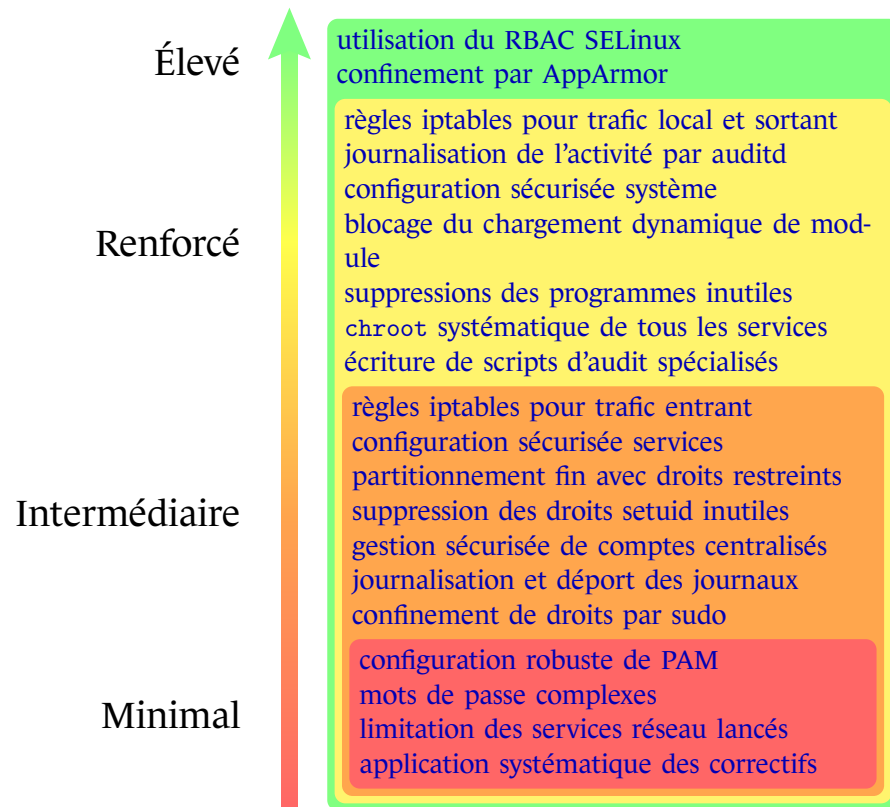 Élevé
utilisation du RBAC SELinux
confinement par AppArmor
Renforcé
règles iptables pour trafic local et sortant
journalisation de l'activité par auditd
configuration sécurisée système
blocage du chargement dynamique de mod-
ule
suppressions des programmes inutiles
chroot systématique de tous les services
écriture de scripts d'audit spécialisés
Intermédiaire
règles iptables pour trafic entrant
configuration sécurisée services
partitionnement fin avec droits restreints
suppression des droits setuid inutiles
gestion sécurisée de comptes centralisés
journalisation et déport des journaux
confinement de droits par sudo
Minimal
configuration robuste de PAM
mots de passe complexes
limitation des services réseau lancés
application systématique des correctifs